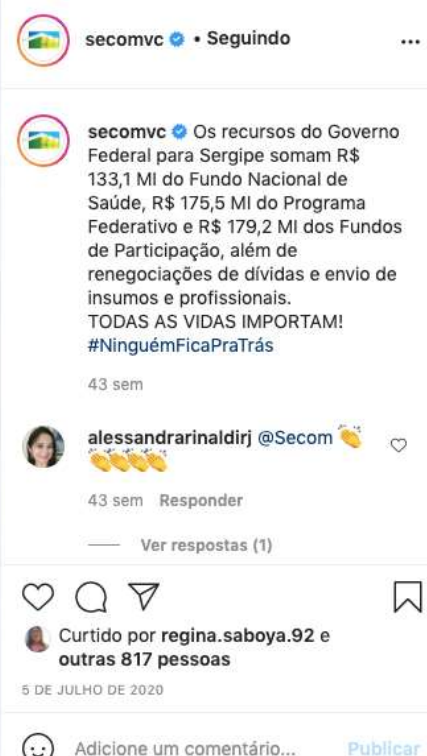 secomvc • Seguindo
secomvc Os recursos do Governo
Federal para Sergipe somam R$
133,1 MI do Fundo Nacional de
Saúde, R$ 175,5 MI do Programa
Federativo e R$ 179,2 MI dos Fundos
de Participação, além de
renegociações de dívidas e envio de
insumos e profissionais.
TODAS AS VIDAS IMPORTAM!
#NinguémFicaPraTrás
43 sem
alessandrarinaldirj @Secom 👏
👏👏👏👏
43 sem Responder
Ver respostas (1)
Curtido por regina.saboya.92 e
outras 817 pessoas
5 DE JULHO DE 2020
Adicione um comentário... Publicar